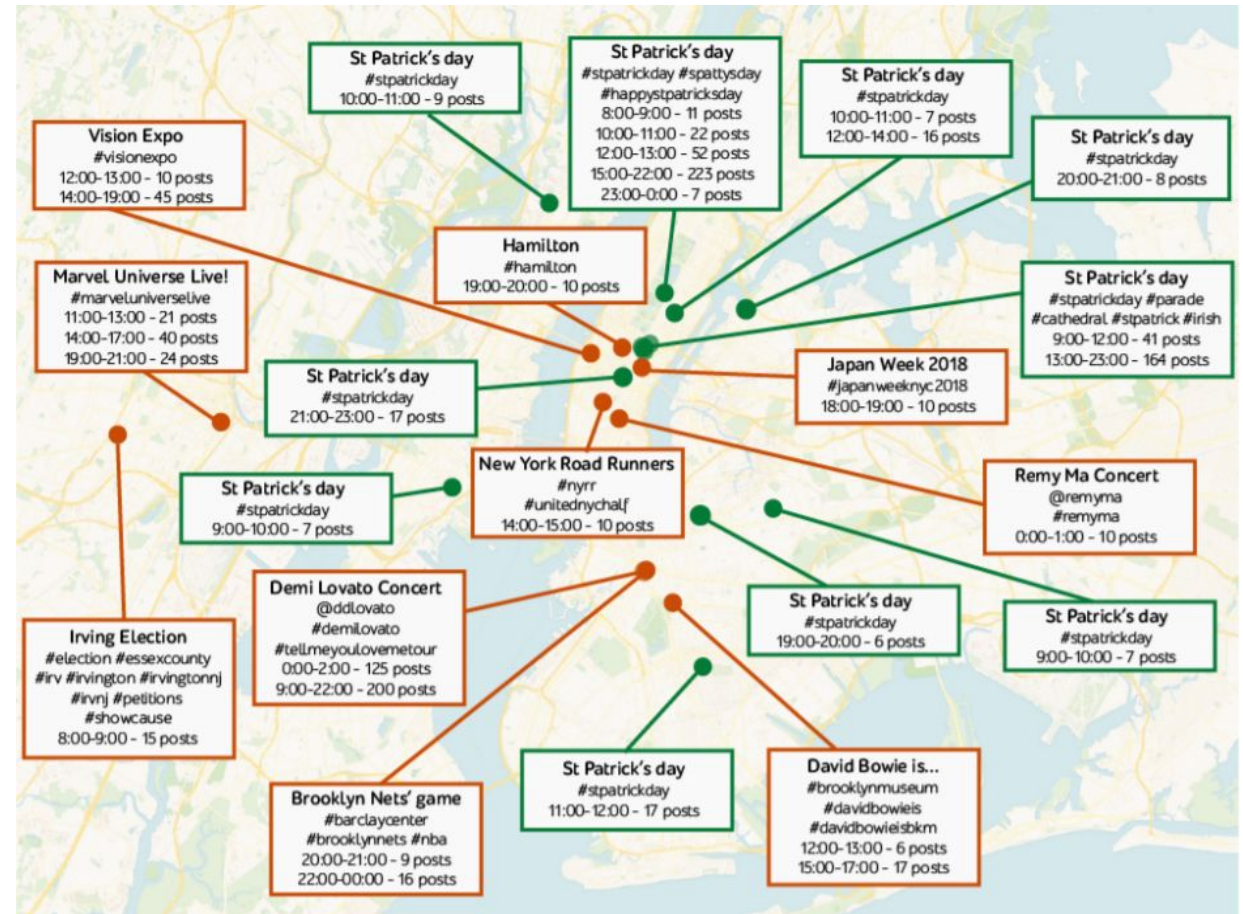 St Patrick's day
#stpatrickday
10:00-11:00 - 9 posts
St Patrick's day
#stpatrickday #spattysday
#happystpatricksday
8:00-9:00 - 11 posts
10:00-11:00 - 22 posts
12:00-13:00 - 52 posts
15:00-22:00 - 223 posts
23:00-0:00 - 7 posts
St Patrick's day
#stpatrickday
10:00-11:00 - 7 posts
12:00-14:00 - 16 posts
St Patrick's day
#stpatrickday
20:00-21:00 - 8 posts
Vision Expo
#visionexpo
12:00-13:00 - 10 posts
14:00-19:00 - 45 posts
Hamilton
#hamilton
19:00-20:00 - 10 posts
Marvel Universe Live!
#marveluniverselive
11:00-13:00 - 21 posts
14:00-17:00 - 40 posts
19:00-21:00 - 24 posts
St Patrick's day
#stpatrickday #parade
#cathedral #stpatrick #irish
9:00-12:00 - 41 posts
13:00-23:00 - 164 posts
St Patrick's day
#stpatrickday
21:00-23:00 - 17 posts
Japan Week 2018
#japanweeknyc2018
18:00-19:00 - 10 posts
St Patrick's day
#stpatrickday
9:00-10:00 - 7 posts
New York Road Runners
#nyrr
#unitednychalf
14:00-15:00 - 10 posts
Remy Ma Concert
@remyma
#remyma
0:00-1:00 - 10 posts
Demi Lovato Concert
@ddlovato
#demilovato
#tellmeyoulovemetour
0:00-2:00 - 125 posts
9:00-22:00 - 200 posts
St Patrick's day
#stpatrickday
19:00-20:00 - 6 posts
St Patrick's day
#stpatrickday
9:00-10:00 - 7 posts
Irving Election
#election #essexcounty
#irv #irvington #irvingtonnj
#irvnj #petitions
#showcause
8:00-9:00 - 15 posts
Brooklyn Nets' game
#barclaycenter
#brooklynnets #nba
20:00-21:00 - 9 posts
22:00-00:00 - 16 posts
St Patrick's day
#stpatrickday
11:00-12:00 - 17 posts
David Bowie is...
#brooklynmuseum
#davidbowieis
#davidbowieisbkm
12:00-13:00 - 6 posts
15:00-17:00 - 17 posts